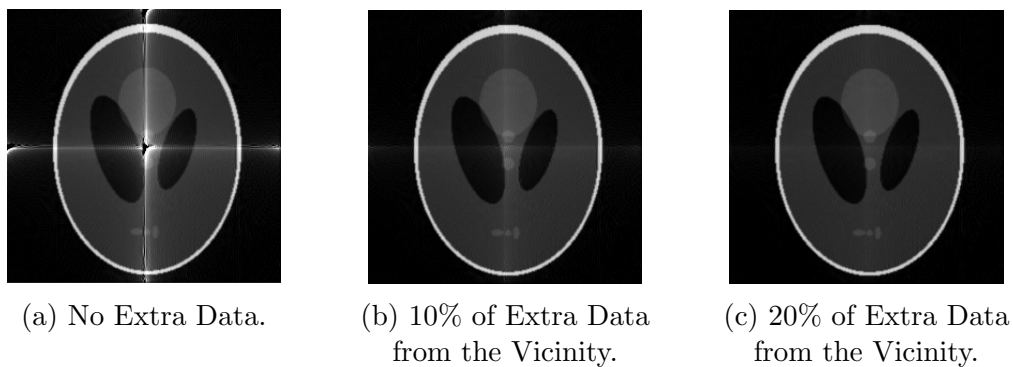 (a) No Extra Data.
(b) 10% of Extra Data
from the Vicinity.
(c) 20% of Extra Data
from the Vicinity.